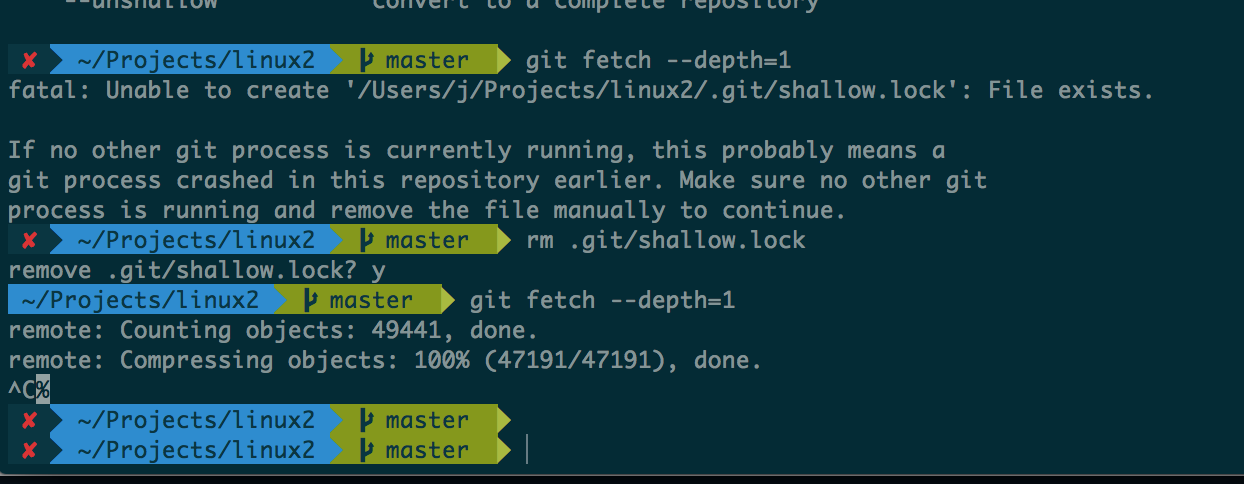 --unshallow convert to a complete repository
✘ ~/Projects/linux2 master git fetch --depth=1
fatal: Unable to create '/Users/j/Projects/linux2/.git/shallow.lock': File exists.
If no other git process is currently running, this probably means a
git process crashed in this repository earlier. Make sure no other git
process is running and remove the file manually to continue.
✘ ~/Projects/linux2 master rm .git/shallow.lock
remove .git/shallow.lock? y
~/Projects/linux2 master git fetch --depth=1
remote: Counting objects: 49441, done.
remote: Compressing objects: 100% (47191/47191), done.
^C%
✘ ~/Projects/linux2 master
✘ ~/Projects/linux2 master